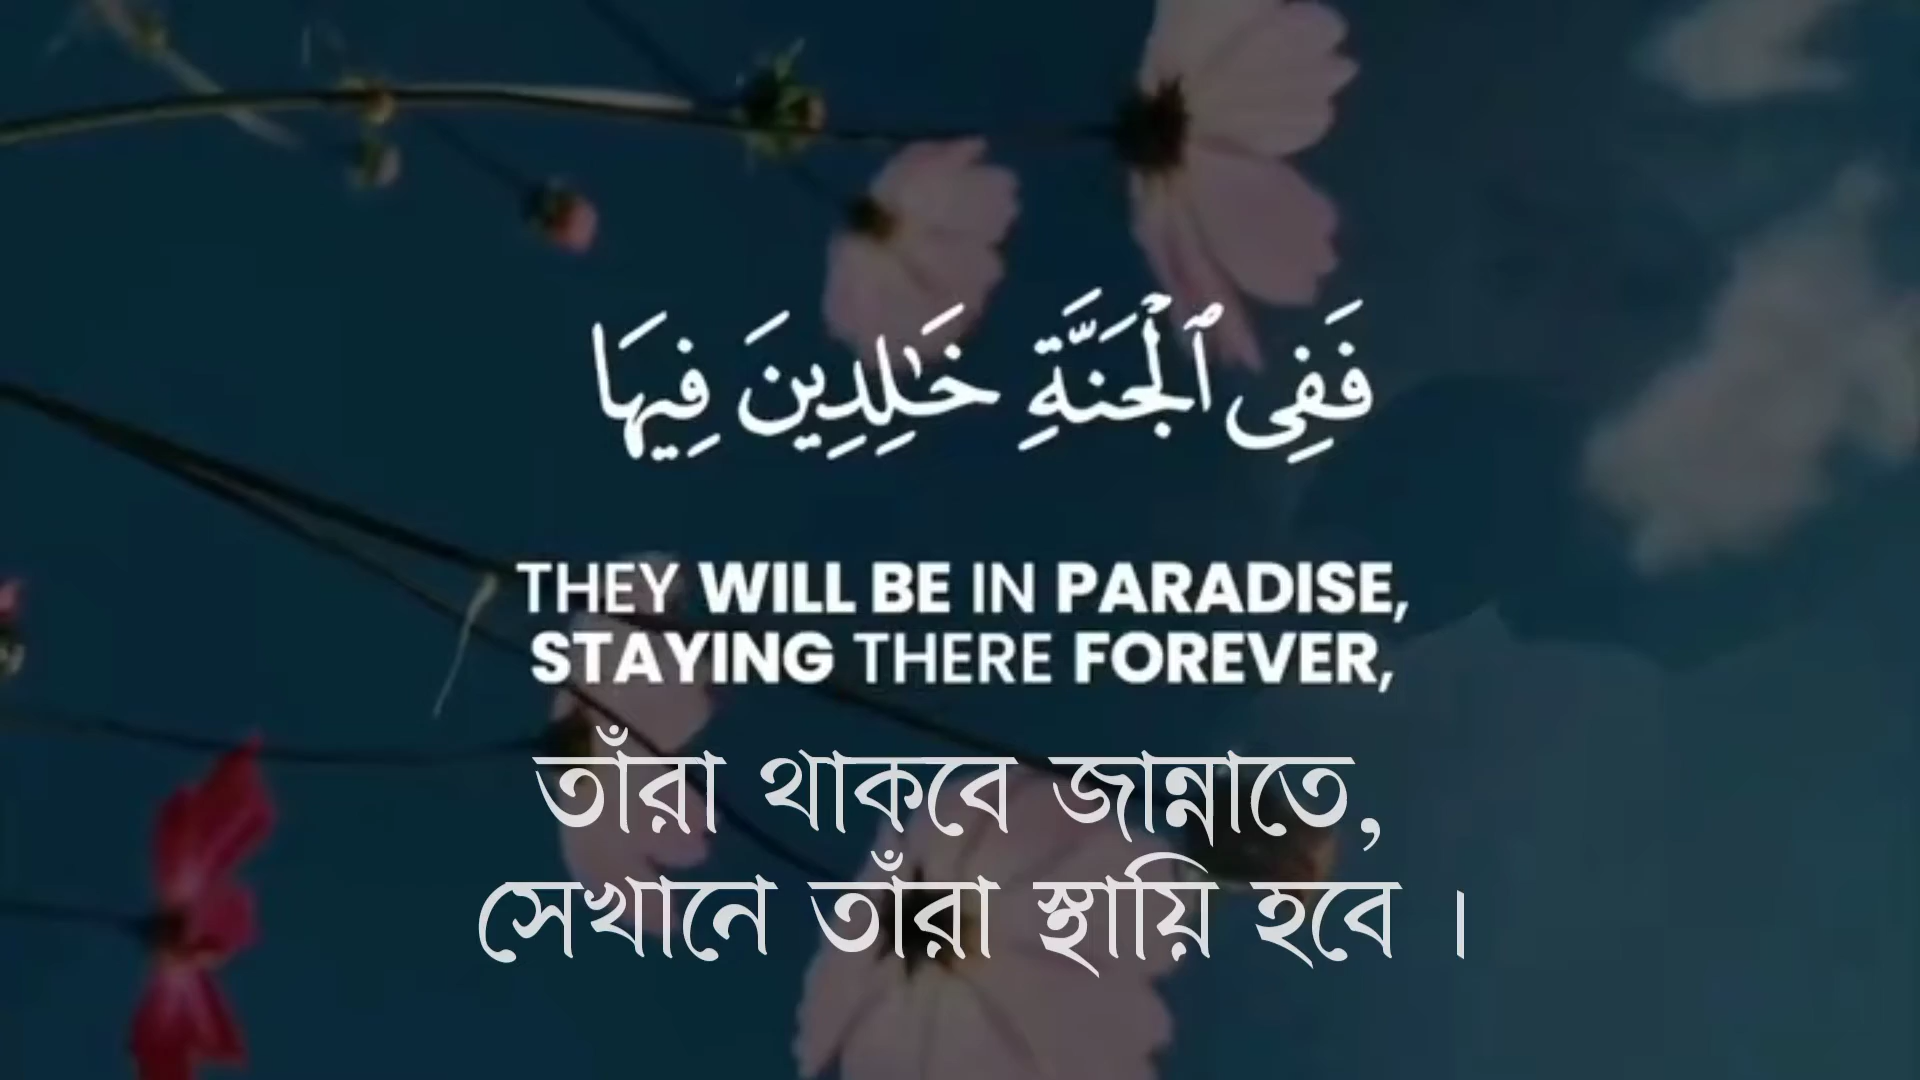 فَفِى ٱلْجَنَّةِ خَـٰلِدِينَ فِيهَا
THEY WILL BE IN PARADISE,
STAYING THERE FOREVER,
তাঁরা থাকবে জান্নাতে,
সেখানে তাঁরা স্থায়ি হবে ।